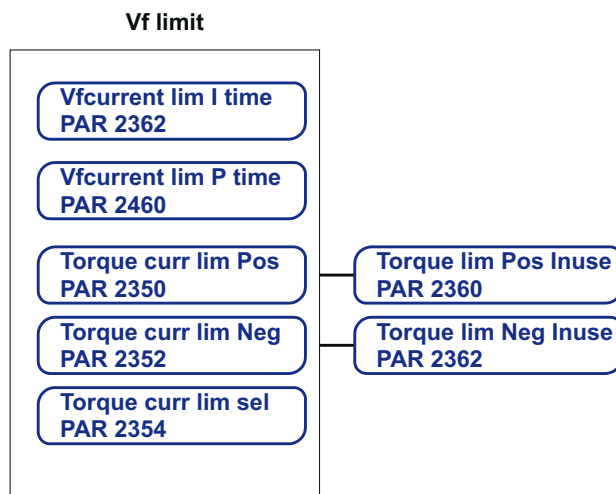 Vf limit
Vfcurrent lim I time
PAR 2362
Vfcurrent lim P time
PAR 2460
Torque curr lim Pos
PAR 2350
Torque lim Pos Inuse
PAR 2360
Torque curr lim Neg
PAR 2352
Torque lim Neg Inuse
PAR 2362
Torque curr lim sel
PAR 2354